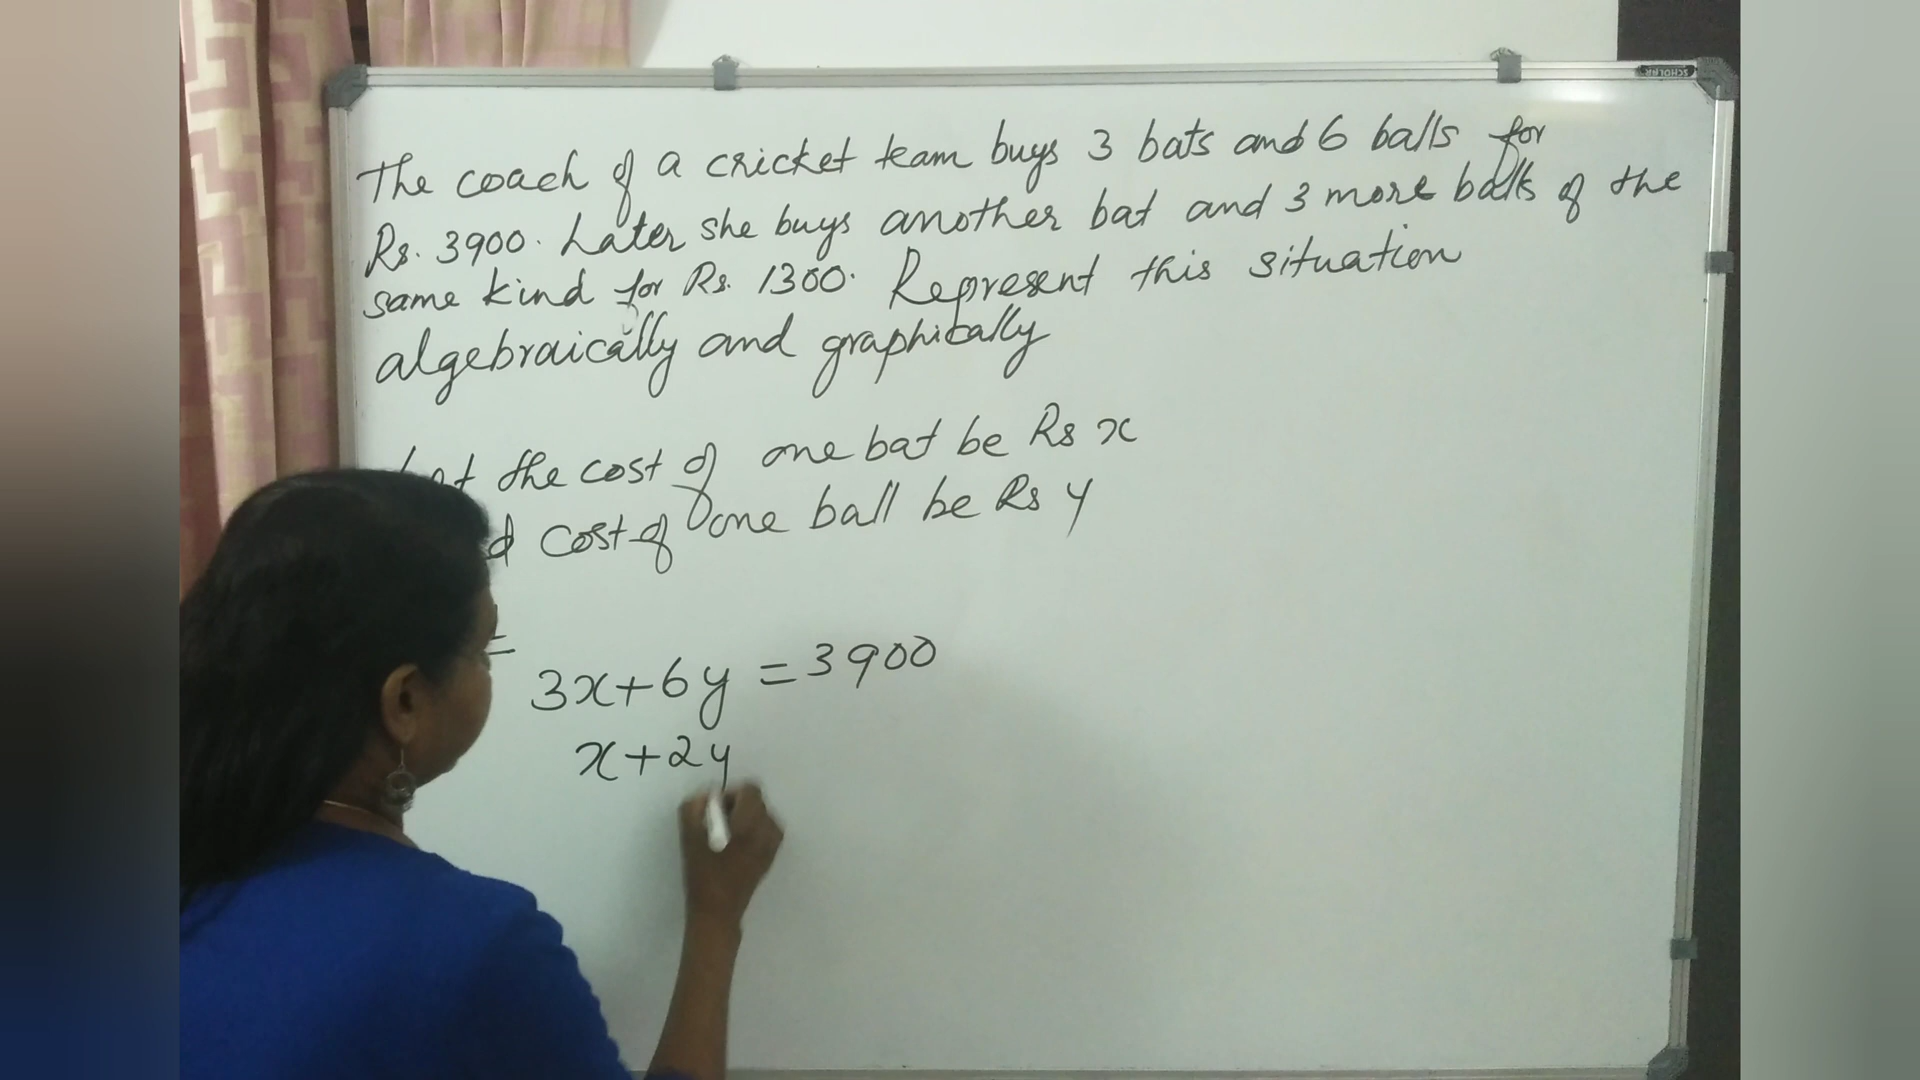 The coach of a cricket team buys 3 bats and 6 balls for
Rs. 3900. Later she buys another bat and 3 more balls of the
same kind for Rs. 1300. Represent this situation
algebraically and graphically
the cost of one bat be Rs x
cost of one ball be Rs y
3x+6y = 3900
x+2y
SCHOLAR